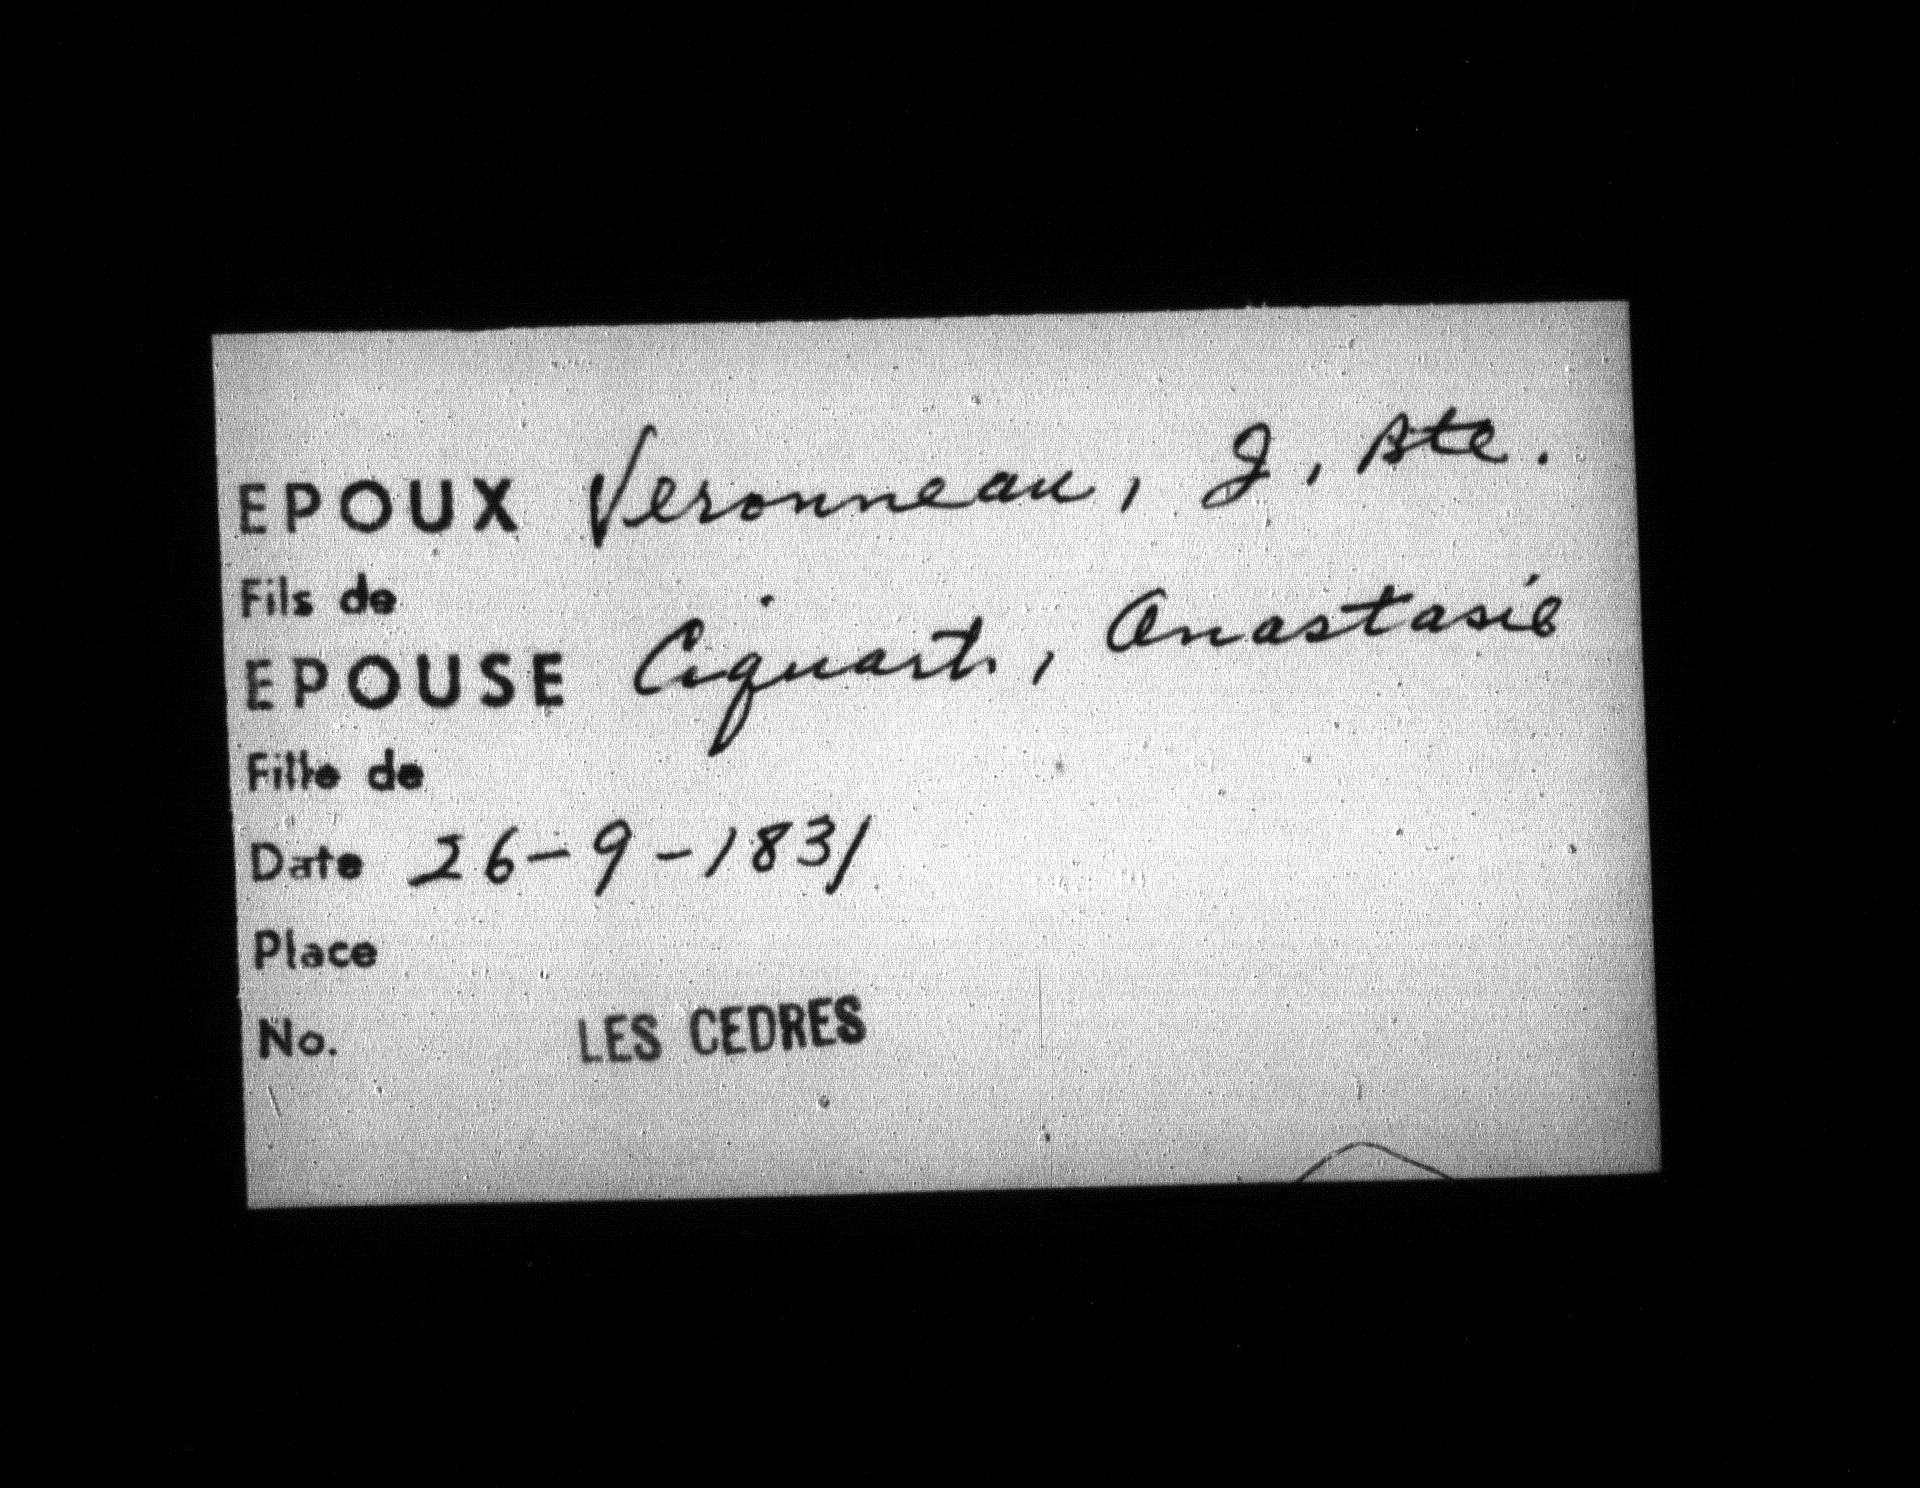 EPOUX Veronneau, J. Bte.
Fils de
EPOUSE Ciquart, Anastasie
Fille de
Date 26-9-1831
Place
No. LES CEDRES